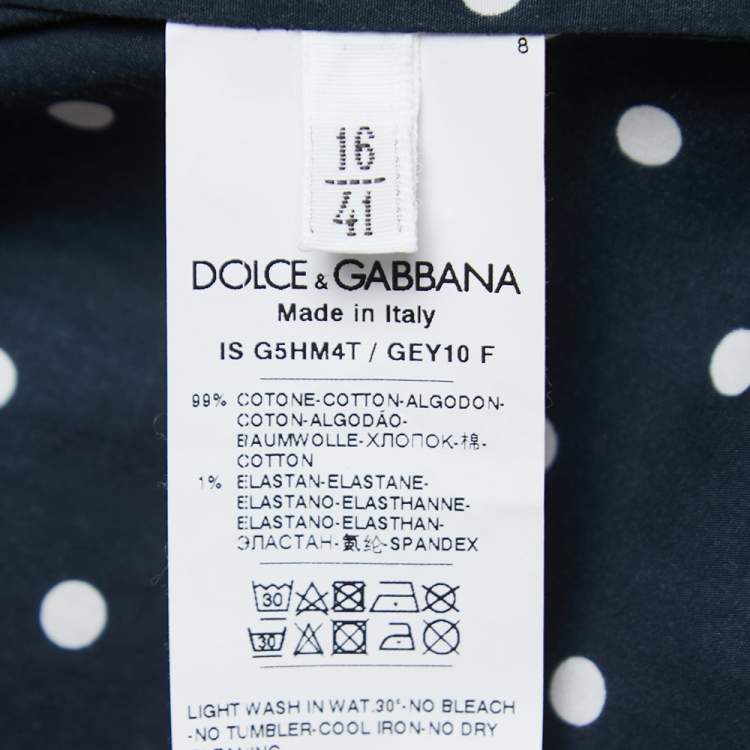 8
16
41
DOLCE & GABBANA
Made in Italy
IS G5HM4T / GEY10 F
99% COTONE-COTTON-ALGODON-
COTON-ALGODÃO-
BAUMWOLLE-ХЛОПОК-棉-
COTTON
1% ELASTAN-ELASTANE-
ELASTANO-ELASTHANNE-
ELASTANO-ELASTHAN-
ЭЛАСТАН-氨纶-SPANDEX
30
30
LIGHT WASH IN WAT.30°-NO BLEACH
-NO TUMBLER-COOL IRON-NO DRY
CLEANING